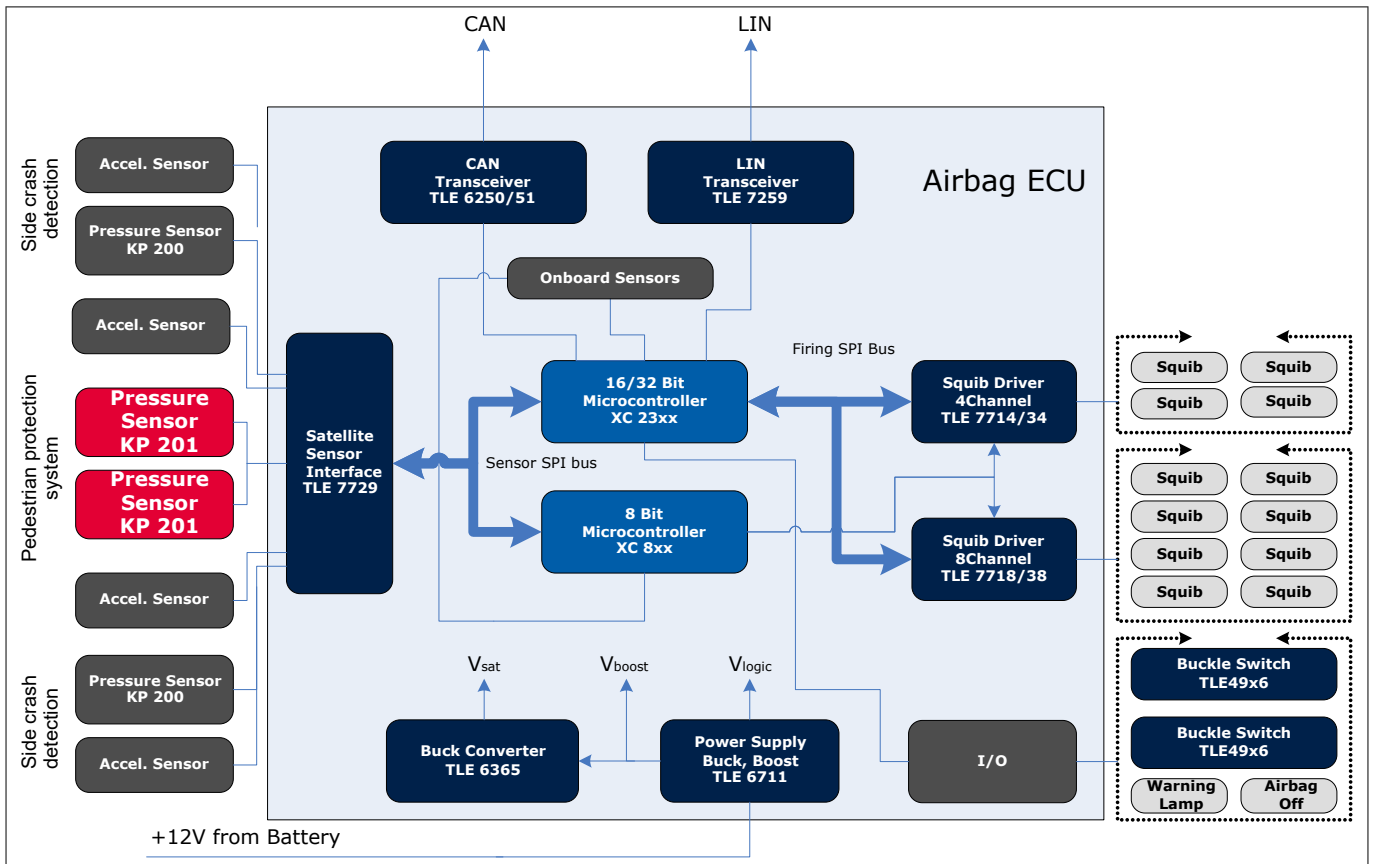 CAN
LIN
Airbag ECU
Side crash
detection
Accel. Sensor
Pressure Sensor
KP 200
Accel. Sensor
Pedestrian protection
system
Pressure
Sensor
KP 201
Pressure
Sensor
KP 201
Accel. Sensor
Side crash
detection
Pressure Sensor
KP 200
Accel. Sensor
CAN
Transceiver
TLE 6250/51
LIN
Transceiver
TLE 7259
Onboard Sensors
Satellite
Sensor
Interface
TLE 7729
Sensor SPI bus
16/32 Bit
Microcontroller
XC 23xx
8 Bit
Microcontroller
XC 8xx
Firing SPI Bus
Squib Driver
4Channel
TLE 7714/34
Squib Driver
8Channel
TLE 7718/38
Squib
Squib
Squib
Squib
Squib
Squib
Squib
Squib
Squib
Squib
Squib
Squib
Vsat
Vboost
Vlogic
Buck Converter
TLE 6365
Power Supply
Buck, Boost
TLE 6711
I/O
Buckle Switch
TLE49x6
Buckle Switch
TLE49x6
Warning
Lamp
Airbag
Off
+12V from Battery